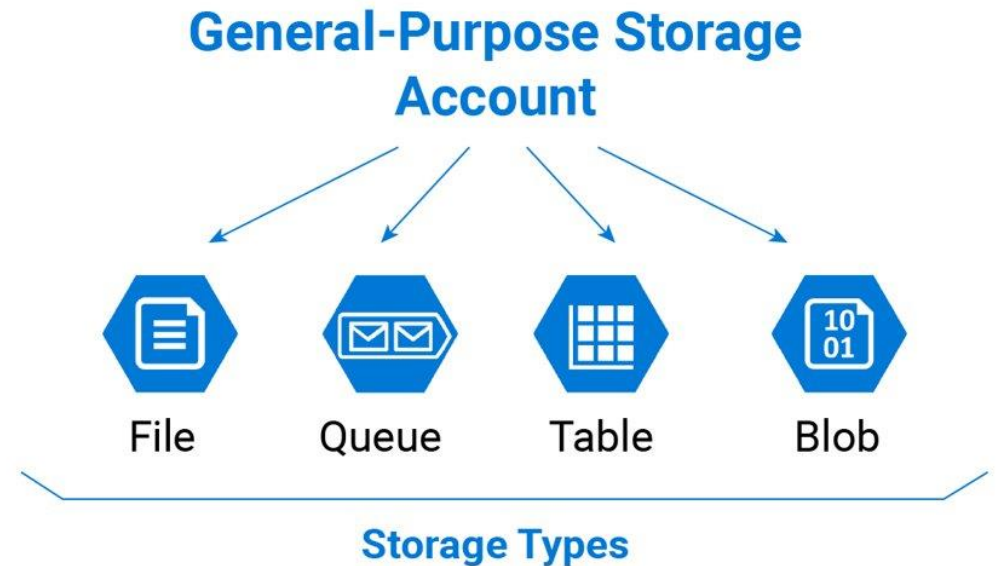 General-Purpose Storage
Account
10
01
File
Queue
Table
Blob
Storage Types